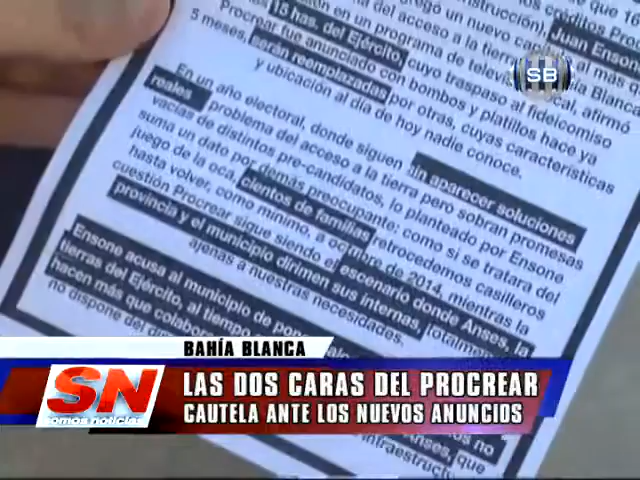 15 has. del Ejército, cuyo traspaso al fideicomiso
Procrear fue anunciado con bombos y platillos hace ya
5 meses, serán reemplazadas por otras, cuyas características
y ubicación al día de hoy nadie conoce.
En un año electoral, donde siguen sin aparecer soluciones
reales problema del acceso a la tierra pero sobran promesas
vacías de distintos pre-candidatos, lo planteado por Ensone
suma un dato por demás preocupante; como si se tratara del
juego de la oca, cientos de familias retrocedemos casilleros
hasta volver, como mínimo, a octubre de 2014, mientras la
cuestión Procrear sigue siendo el escenario donde Anses, la
provincia y el municipio dirimen sus internas, totalmente
ajenas a nuestras necesidades.
Ensone acusa al municipio de
tierras del Ejército, al tiempo
hacen más que
no dispone del
SB
BAHÍA BLANCA
LAS DOS CARAS DEL PROCREAR
CAUTELA ANTE LOS NUEVOS ANUNCIOS
SN
somos noticias